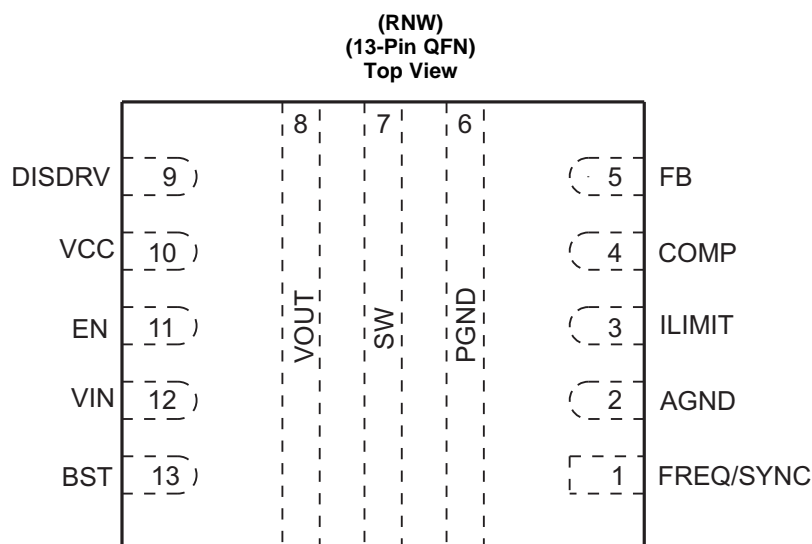 (RNW)
(13-Pin QFN)
Top View
8 7 6
DISDRV 9 5 FB
VCC 10 4 COMP
EN 11 VOUT SW PGND 3 ILIMIT
VIN 12 2 AGND
BST 13 1 FREQ/SYNC